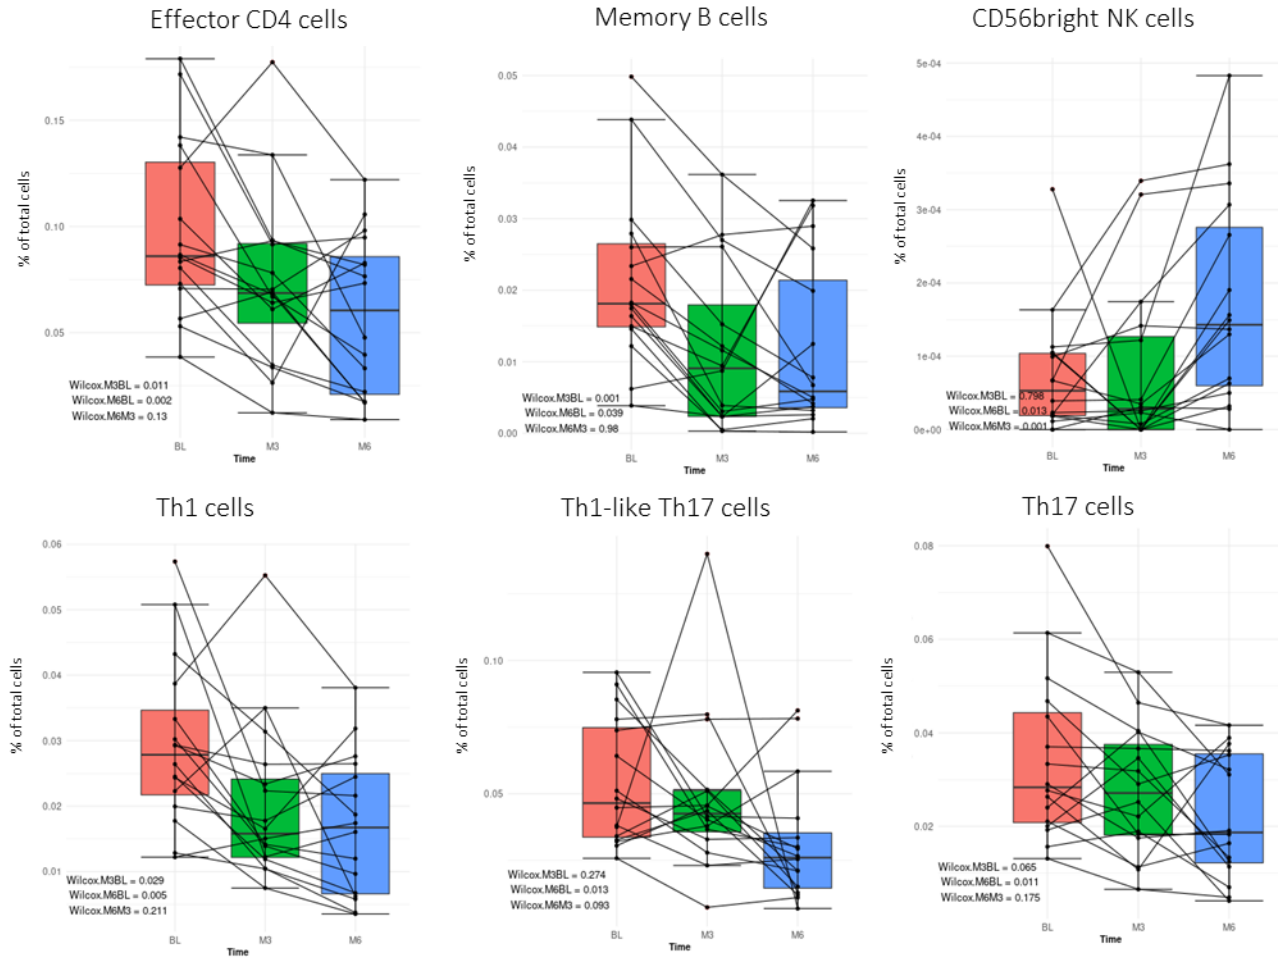 Effector CD4 cells
% of total cells
0.15
0.10
0.05
Wilcox.M3BL = 0.011
Wilcox.M6BL = 0.002
Wilcox.M6M3 = 0.13
BL M3 M6
Time
Memory B cells
% of total cells
0.05
0.04
0.03
0.02
0.01
0.00
Wilcox.M3BL = 0.001
Wilcox.M6BL = 0.039
Wilcox.M6M3 = 0.98
BL M3 M6
Time
CD56bright NK cells
% of total cells
5e-04
4e-04
3e-04
2e-04
1e-04
0e+00
Wilcox.M3BL = 0.798
Wilcox.M6BL = 0.013
Wilcox.M6M3 = 0.001
BL M3 M6
Time
Th1 cells
% of total cells
0.06
0.05
0.04
0.03
0.02
0.01
Wilcox.M3BL = 0.029
Wilcox.M6BL = 0.005
Wilcox.M6M3 = 0.211
BL M3 M6
Time
Th1-like Th17 cells
% of total cells
0.10
0.05
Wilcox.M3BL = 0.274
Wilcox.M6BL = 0.013
Wilcox.M6M3 = 0.093
BL M3 M6
Time
Th17 cells
% of total cells
0.08
0.06
0.04
0.02
Wilcox.M3BL = 0.065
Wilcox.M6BL = 0.011
Wilcox.M6M3 = 0.175
BL M3 M6
Time